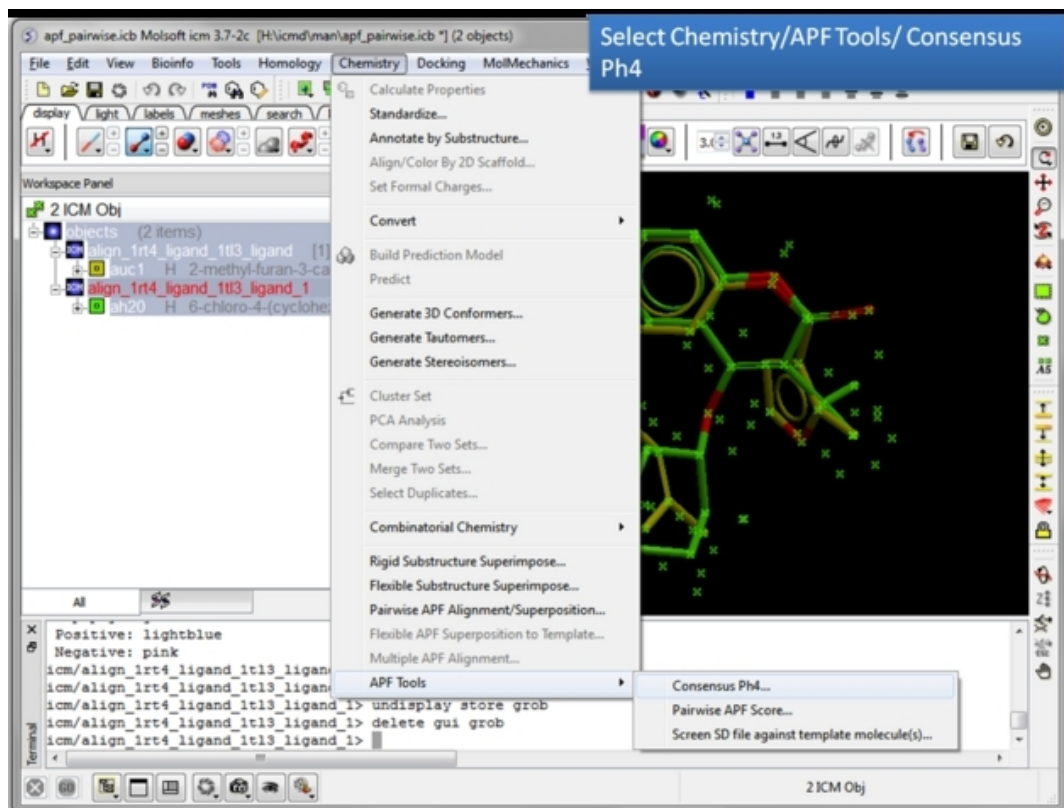 apf_pairwise.icb Molsoft icm 3.7-2c [H:\icmd\man\apf_pairwise.icb *] (2 objects)
Select Chemistry/APF Tools/ Consensus
Ph4
File Edit View Bioinfo Tools Homology Chemistry Docking MolMechanics
display light labels meshes search
Workspace Panel
2 ICM Obj
objects (2 items)
align_1rt4_ligand_1tl3_ligand [1]
auc1 H 2-methyl-furan-3-ca
align_1rt4_ligand_1tl3_ligand_1
ah20 H 6-chloro-4-(cyclohe
Calculate Properties
Standardize...
Annotate by Substructure...
Align/Color By 2D Scaffold...
Set Formal Charges...
Convert
Build Prediction Model
Predict
Generate 3D Conformers...
Generate Tautomers...
Generate Stereoisomers...
Cluster Set
PCA Analysis
Compare Two Sets...
Merge Two Sets...
Select Duplicates...
Combinatorial Chemistry
Rigid Substructure Superimpose...
Flexible Substructure Superimpose...
Pairwise APF Alignment/Superposition...
Flexible APF Superposition to Template...
Multiple APF Alignment...
APF Tools
Consensus Ph4...
Pairwise APF Score...
Screen SD file against template molecule(s)...
All
Positive: lightblue
Negative: pink
icm/align_1rt4_ligand_1tl3_ligand
icm/align_1rt4_ligand_1tl3_ligand
icm/align_1rt4_ligand_1tl3_ligand_1> undisplay store grob
icm/align_1rt4_ligand_1tl3_ligand_1> delete gui grob
icm/align_1rt4_ligand_1tl3_ligand_1>
Terminal
2 ICM Obj